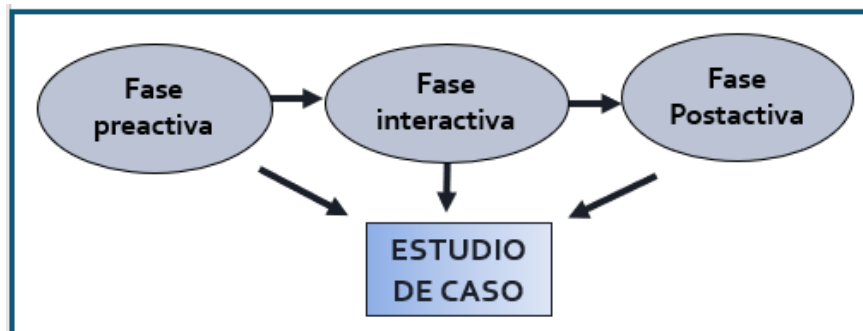 Fase
preactiva
Fase
interactiva
Fase
Postactiva
ESTUDIO
DE CASO